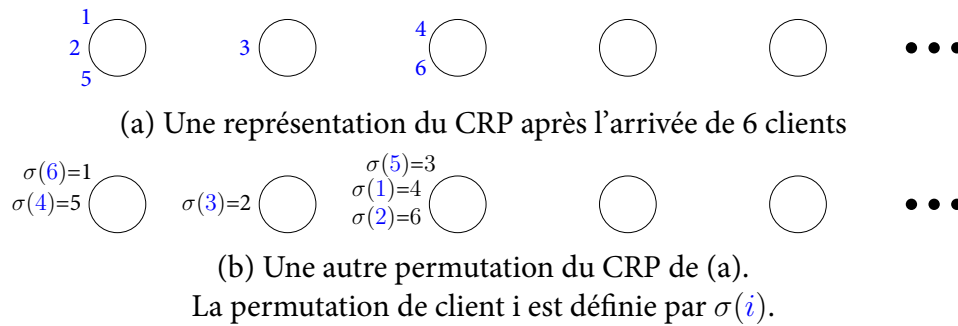 1
2
5
3
4
6
(a) Une représentation du CRP après l'arrivée de 6 clients
σ(6)=1
σ(4)=5
σ(3)=2
σ(5)=3
σ(1)=4
σ(2)=6
(b) Une autre permutation du CRP de (a).
La permutation de client i est définie par σ(i).